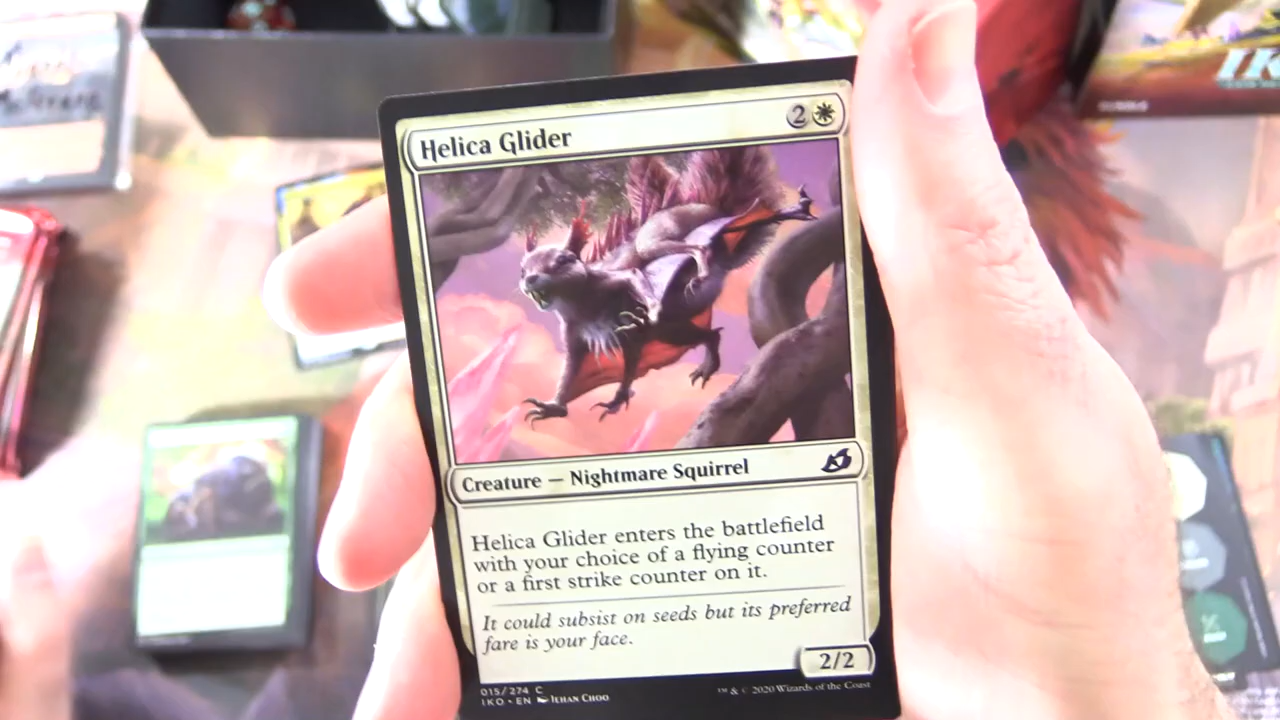 Helica Glider
2
Creature — Nightmare Squirrel
Helica Glider enters the battlefield
with your choice of a flying counter
or a first strike counter on it.
It could subsist on seeds but its preferred
fare is your face.
2/2
015/274 C
IKO • EN JEHAN CHOO
™ & © 2020 Wizards of the Coast
IK